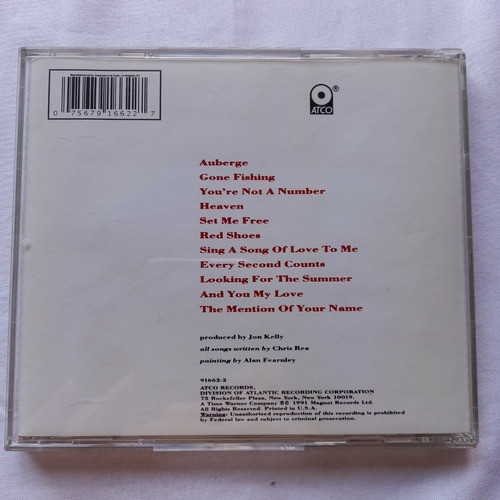 0 75679 16622 7
ATCO
®
Auberge
Gone Fishing
You're Not A Number
Heaven
Set Me Free
Red Shoes
Sing A Song Of Love To Me
Every Second Counts
Looking For The Summer
And You My Love
The Mention Of Your Name
produced by Jon Kelly
all songs written by Chris Rea
painting by Alan Fearnley
91662-2
ATCO RECORDS,
DIVISION OF ATLANTIC RECORDING CORPORATION
75 Rockefeller Plaza, New York, New York 10019.
A Time Warner Company ℗© 1991 Magnet Records Ltd.
All Rights Reserved. Printed in U.S.A.
Warning: Unauthorized reproduction of this recording is prohibited
by Federal law and subject to criminal prosecution.